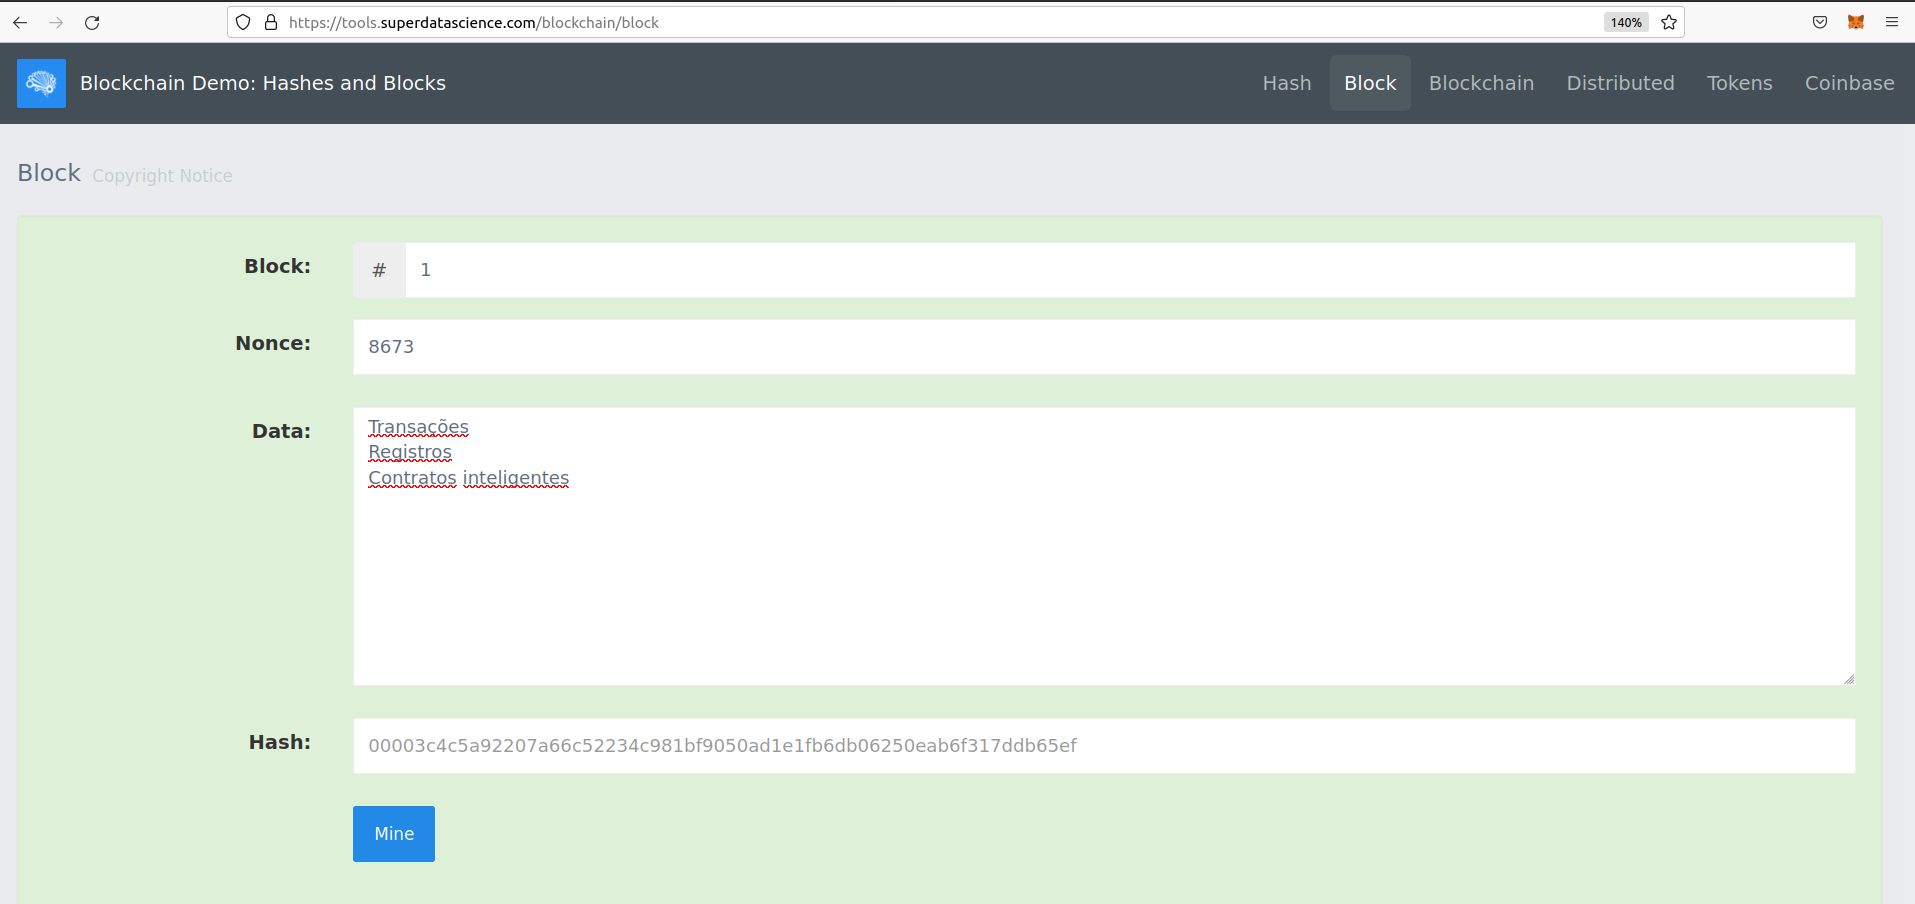 https://tools.superdatascience.com/blockchain/block
140%
Blockchain Demo: Hashes and Blocks
Hash
Block
Blockchain
Distributed
Tokens
Coinbase
Block Copyright Notice
Block:
# 1
Nonce:
8673
Data:
Transações
Registros
Contratos inteligentes
Hash:
00003c4c5a92207a66c52234c981bf9050ad1e1fb6db06250eab6f317ddb65ef
Mine